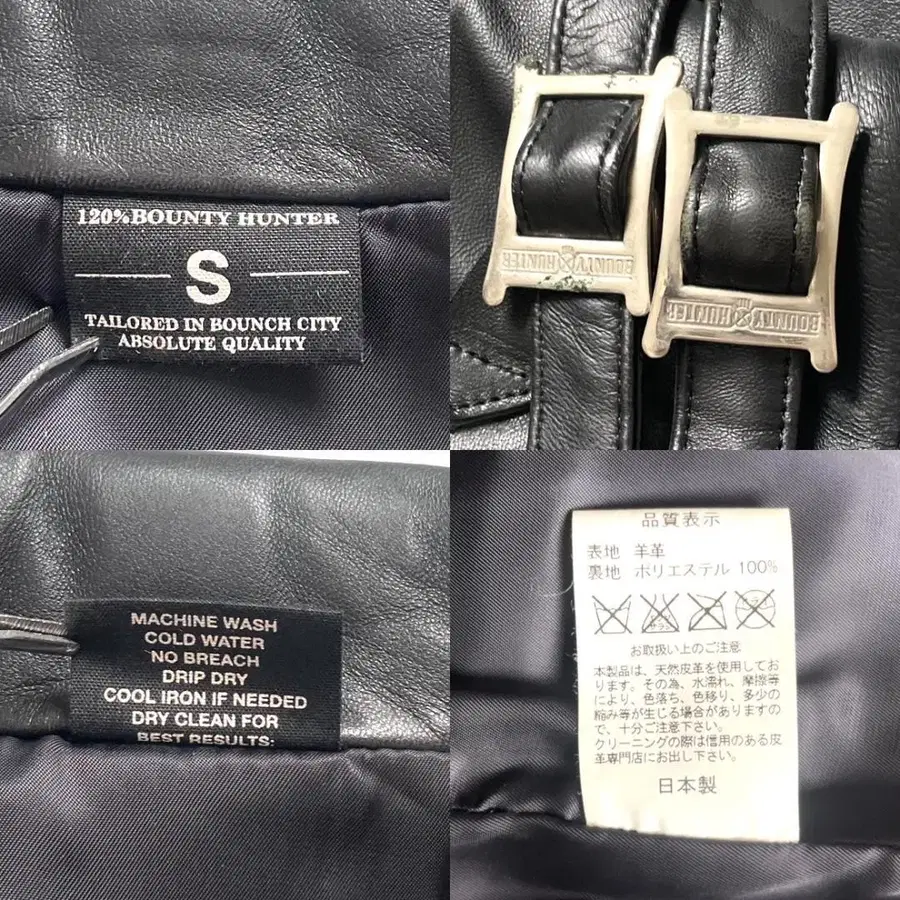 120% BOUNTY HUNTER
S
TAILORED IN BOUNCH CITY
ABSOLUTE QUALITY
BOUNTY HUNTER
BOUNTY HUNTER
MACHINE WASH
COLD WATER
NO BREACH
DRIP DRY
COOL IRON IF NEEDED
DRY CLEAN FOR
BEST RESULTS:
品質表示
表地 羊革
裏地 ポリエステル 100%
お取扱い上のご注意
本製品は、天然皮革を使用してお
ります。その為、水濡れ、摩擦等
により、色落ち、色移り、多少の
縮み等が生じる場合がありますの
で、十分ご注意下さい。
クリーニングの際は信用のある皮
革専門店にお出し下さい。
日本製